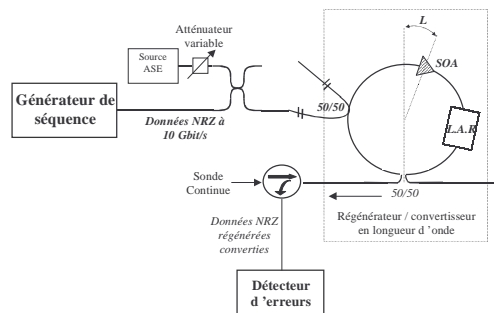 Atténuateur
variable
Source
ASE
Générateur de
séquence
Données NRZ à
10 Gbit/s
50/50
L
SOA
L.A.R
50/50
Sonde
Continue
Données NRZ
régénérées
converties
Régénérateur / convertisseur
en longueur d 'onde
Détecteur
d 'erreurs